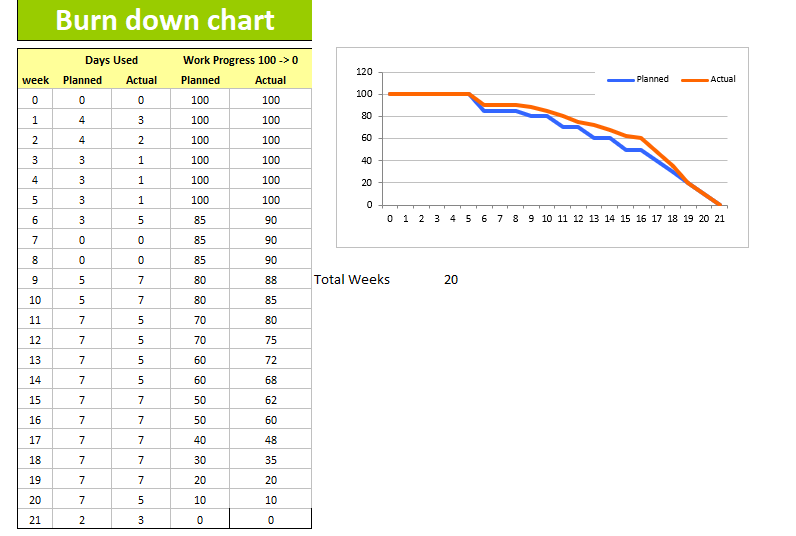 Burn down chart
Days Used Work Progress 100 -> 0
week Planned Actual Planned Actual
0 0 0 100 100
1 4 3 100 100
2 4 2 100 100
3 3 1 100 100
4 3 1 100 100
5 3 1 100 100
6 3 5 85 90
7 0 0 85 90
8 0 0 85 90
9 5 7 80 88
10 5 7 80 85
11 7 5 70 80
12 7 5 70 75
13 7 5 60 72
14 7 5 60 68
15 7 7 50 62
16 7 7 50 60
17 7 7 40 48
18 7 7 30 35
19 7 7 20 20
20 7 5 10 10
21 2 3 0 0
Planned Actual
120
100
80
60
40
20
0
0 1 2 3 4 5 6 7 8 9 10 11 12 13 14 15 16 17 18 19 20 21
Total Weeks 20